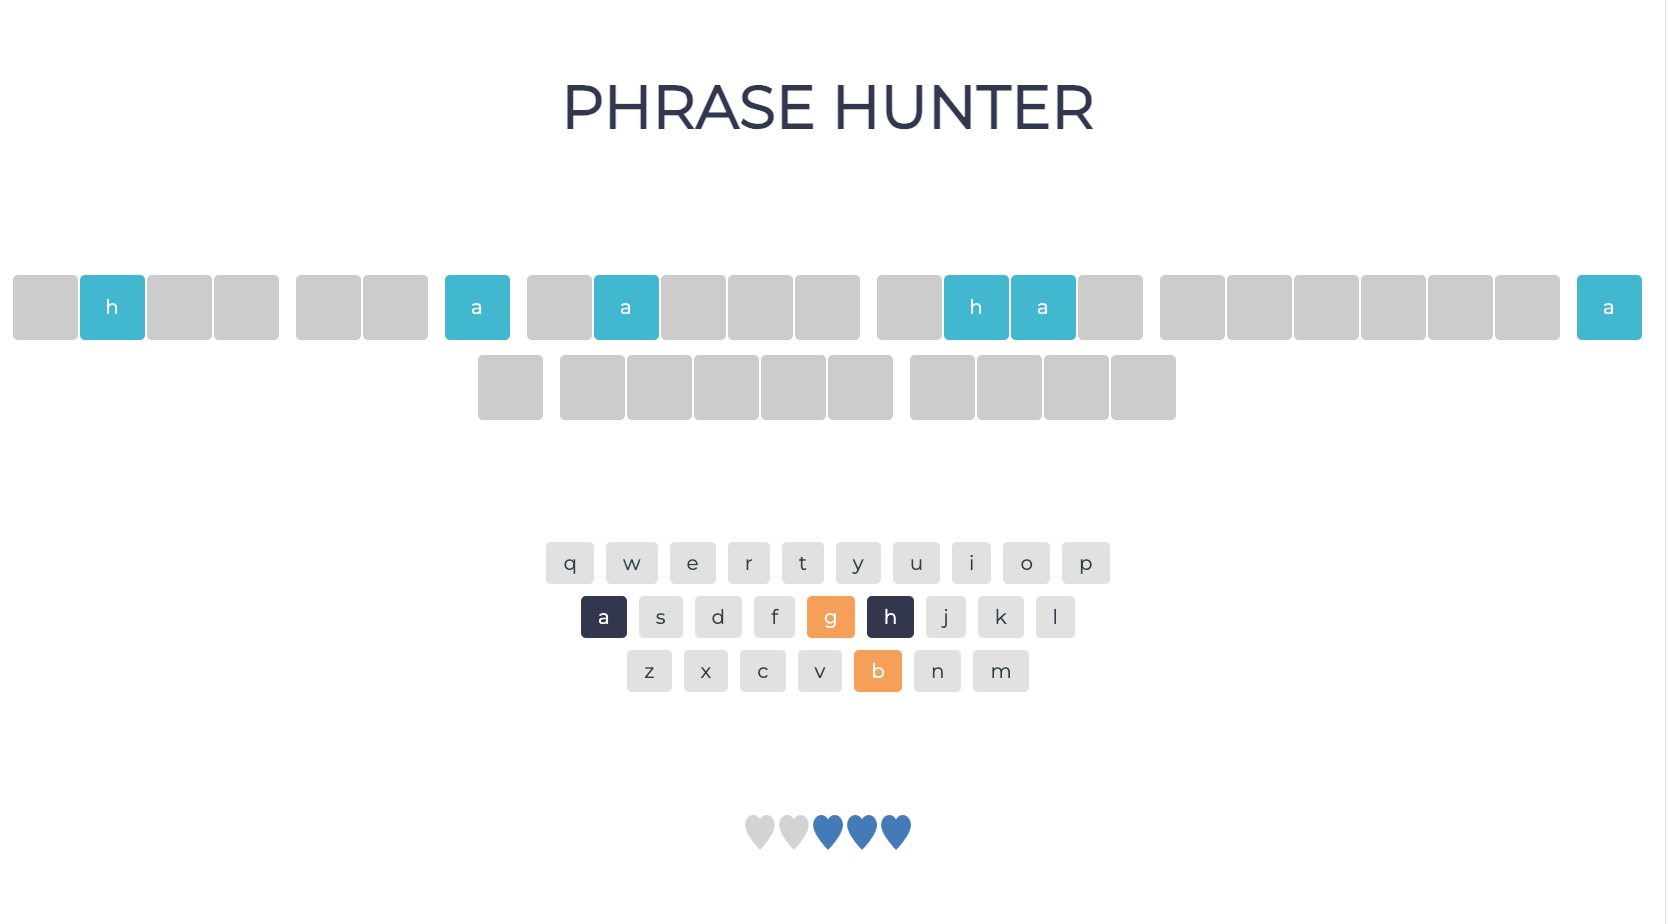 PHRASE HUNTER
h a a h a a
q w e r t y u i o p
a s d f g h j k l
z x c v b n m